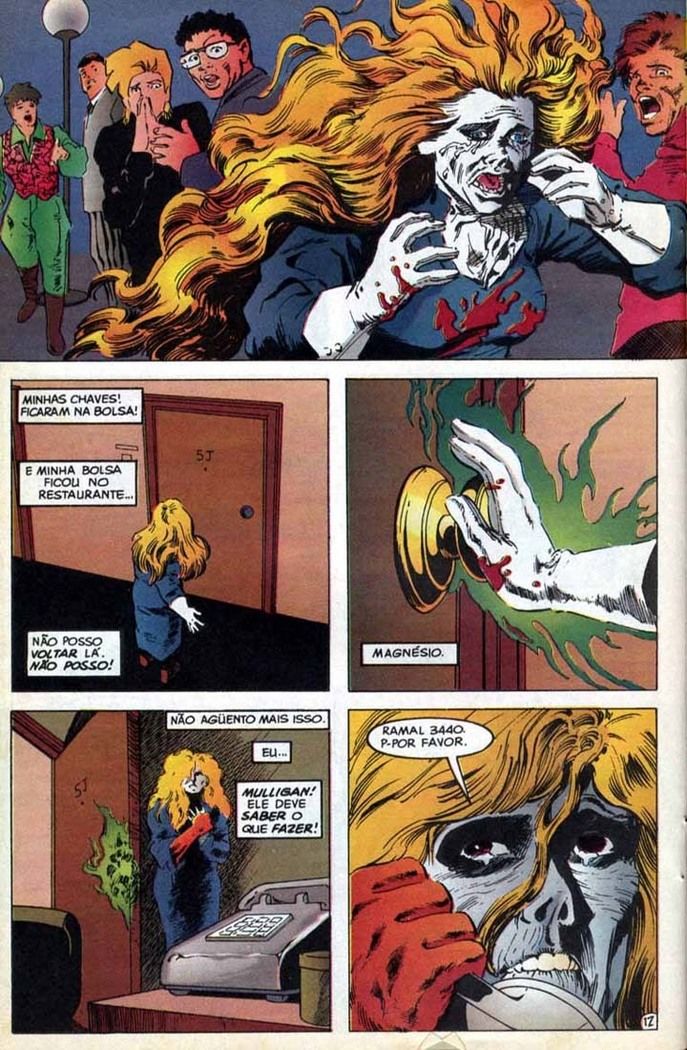 MINHAS CHAVES!
FICARAM NA BOLSA!
E MINHA BOLSA
FICOU NO
RESTAURANTE...
5J
NÃO POSSO
VOLTAR LÁ.
NÃO POSSO!
MAGNÉSIO.
NÃO AGÜENTO MAIS ISSO.
EU...
MULLIGAN!
ELE DEVE
SABER O
QUE FAZER!
5J
RAMAL 3440.
P-POR FAVOR.
12